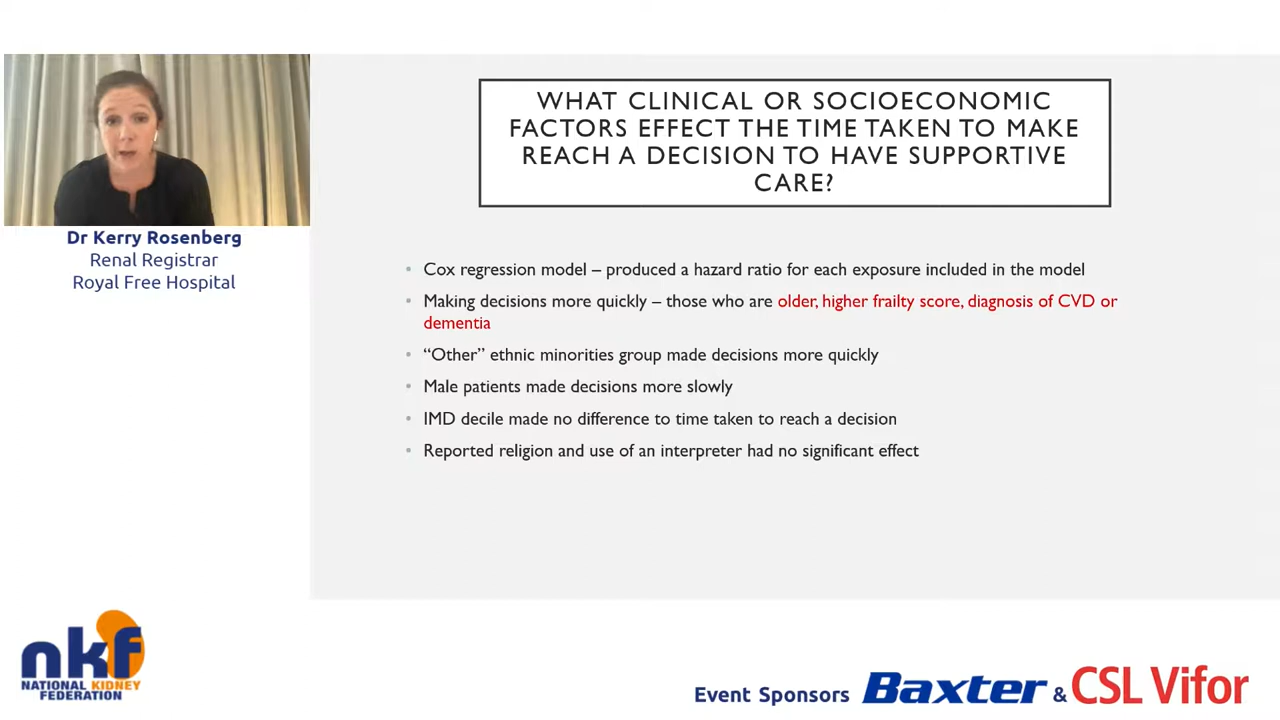 WHAT CLINICAL OR SOCIOECONOMIC
FACTORS EFFECT THE TIME TAKEN TO MAKE
REACH A DECISION TO HAVE SUPPORTIVE
CARE?
Dr Kerry Rosenberg
Renal Registrar
Royal Free Hospital
• Cox regression model – produced a hazard ratio for each exposure included in the model
• Making decisions more quickly – those who are older, higher frailty score, diagnosis of CVD or
dementia
• “Other” ethnic minorities group made decisions more quickly
• Male patients made decisions more slowly
• IMD decile made no difference to time taken to reach a decision
• Reported religion and use of an interpreter had no significant effect
nkf
NATIONAL KIDNEY
FEDERATION
Event Sponsors Baxter & CSL Vifor